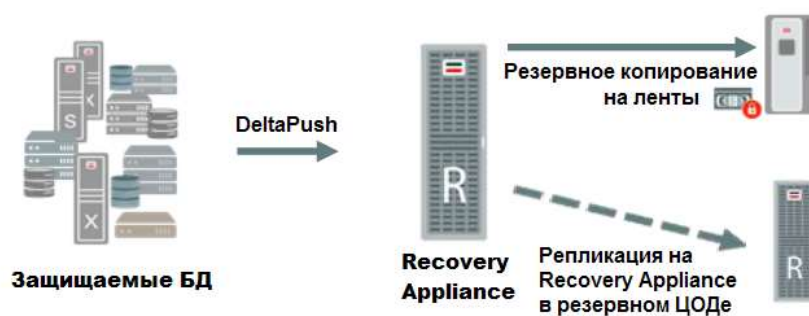 DeltaPush
Защищаемые БД
S
X
X
R
Recovery
Appliance
Резервное копирование
на ленты
Репликация на
Recovery Appliance
в резервном ЦОДе
R